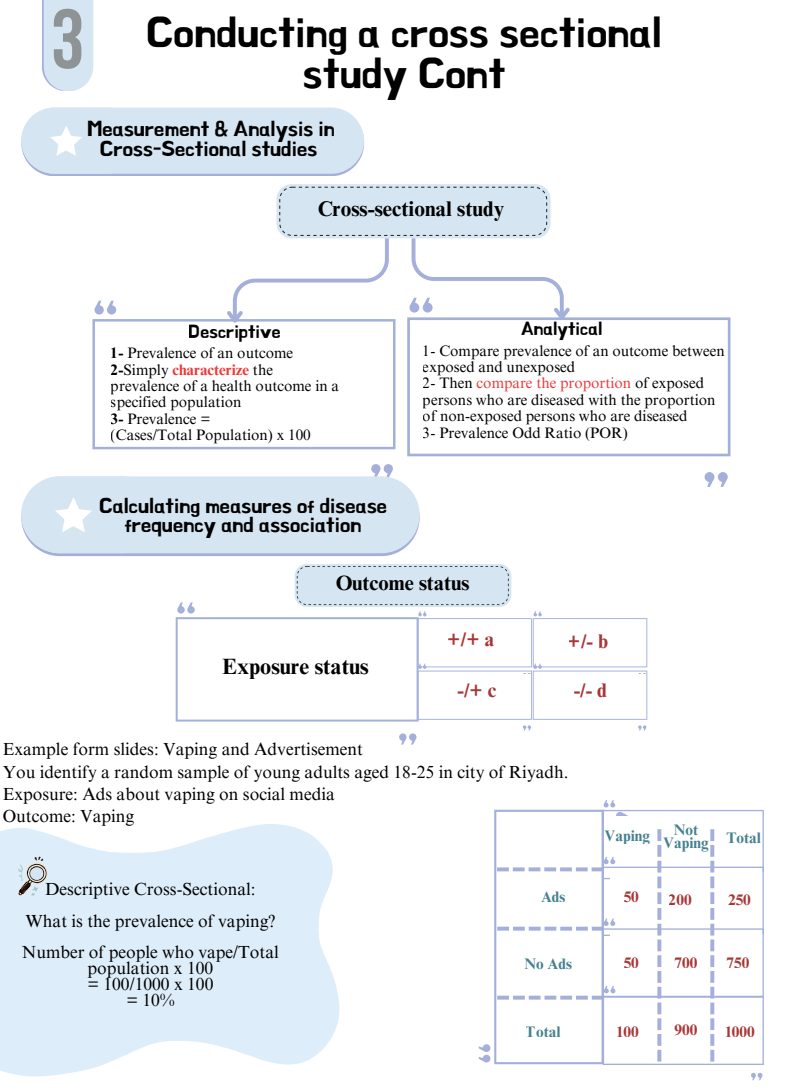 3
Conducting a cross sectional
study Cont
Measurement & Analysis in
Cross-Sectional studies
Cross-sectional study
Descriptive
1- Prevalence of an outcome
2-Simply characterize the
prevalence of a health outcome in a
specified population
3- Prevalence =
(Cases/Total Population) x 100
Analytical
1- Compare prevalence of an outcome between
exposed and unexposed
2- Then compare the proportion of exposed
persons who are diseased with the proportion
of non-exposed persons who are diseased
3- Prevalence Odd Ratio (POR)
Calculating measures of disease
frequency and association
Outcome status
Exposure status
+/+ a
+/- b
-/+ c
-/- d
Example form slides: Vaping and Advertisement
You identify a random sample of young adults aged 18-25 in city of Riyadh.
Exposure: Ads about vaping on social media
Outcome: Vaping
Descriptive Cross-Sectional:
What is the prevalence of vaping?
Number of people who vape/Total
population x 100
= 100/1000 x 100
= 10%
Vaping
Not
Vaping
Total
Ads 50 200 250
No Ads 50 700 750
Total 100 900 1000